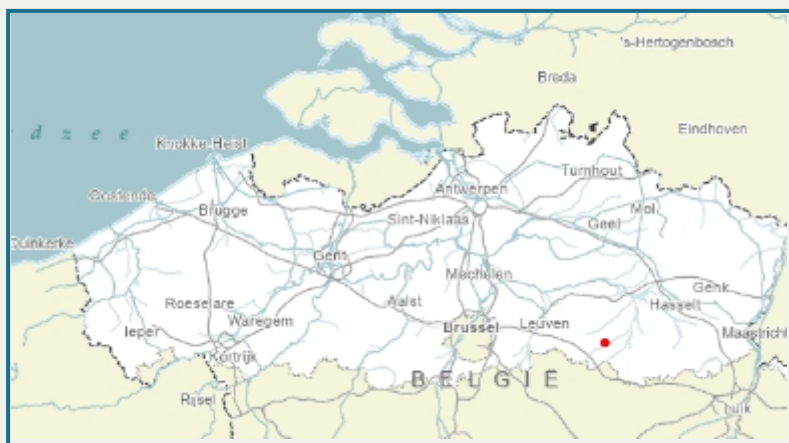 's-Hertogenbosch
Breda
Eindhoven
d z e e
Knokke-Heist
Turnhout
Antwerpen
Oostende
Brugge
Sint-Niklaas
Geel
Mol
Duinkerke
Gent
Mechelen
Genk
Roeselare
Aalst
Hasselt
Ieper
Waregem
Brussel
Leuven
Maastricht
Kortrijk
BELGIË
Rijsel
Luik